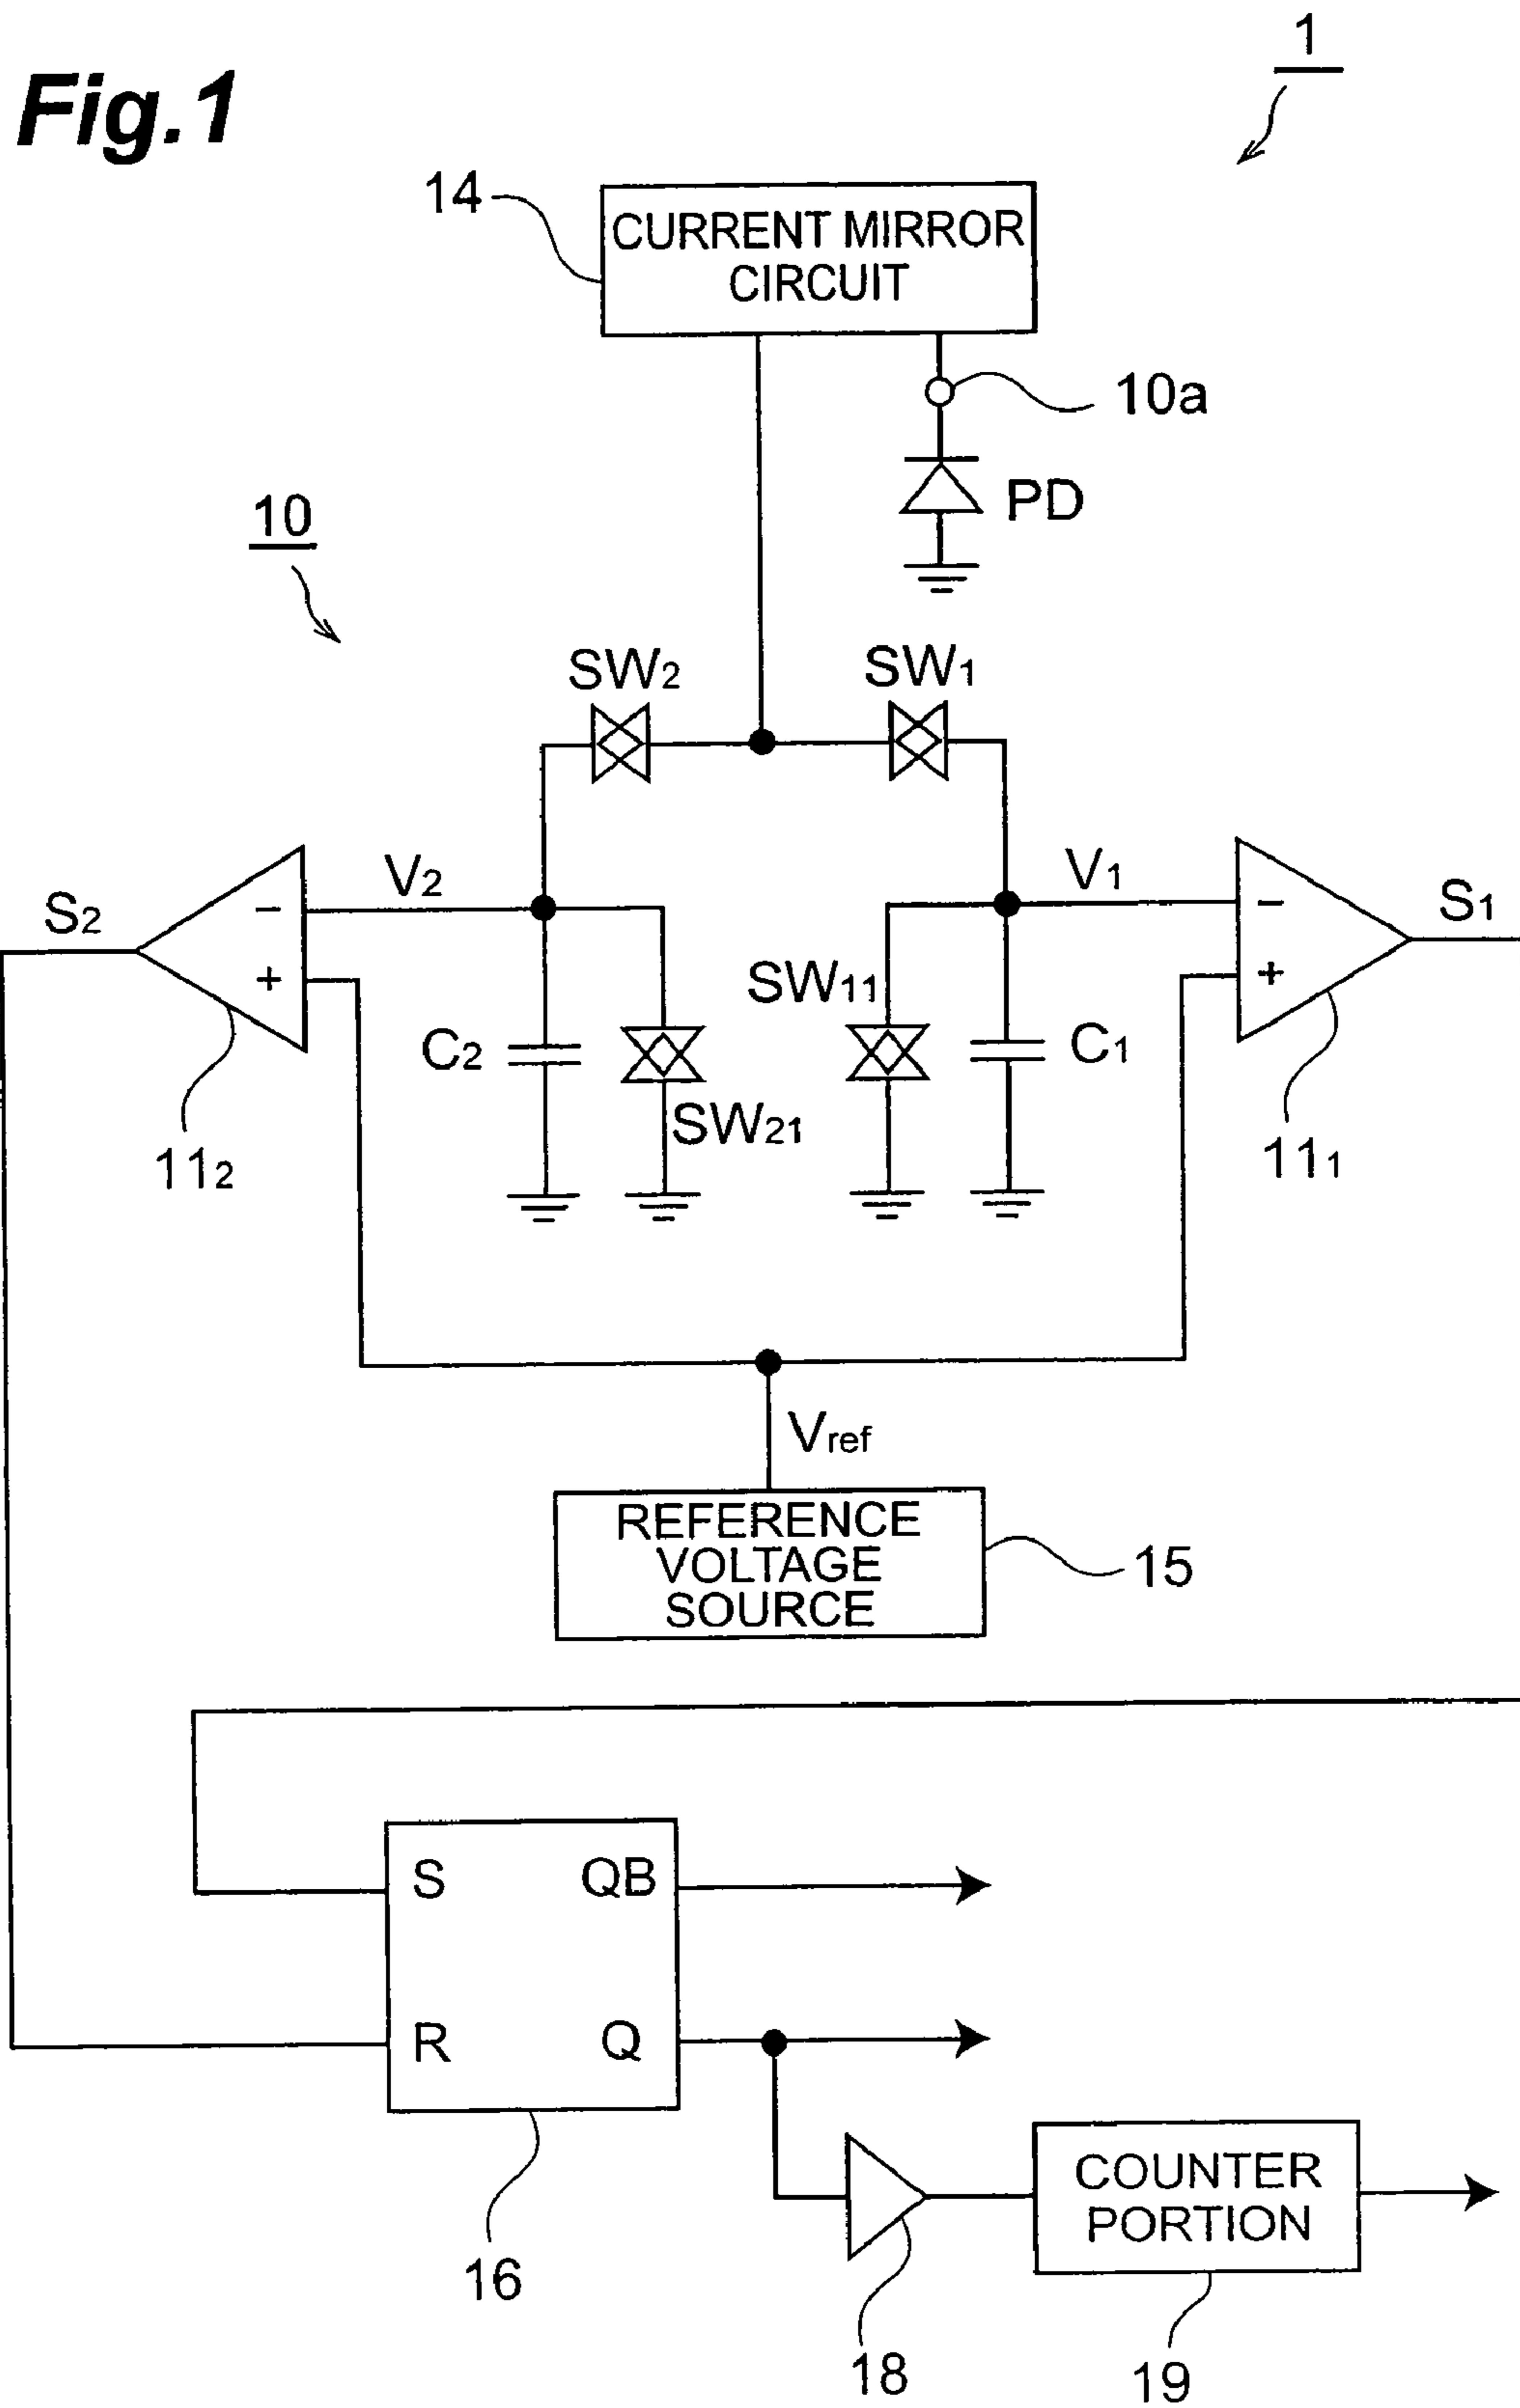 Fig.1
1
14
CURRENT MIRROR
CIRCUIT
10a
PD
10
SW2
SW1
V2
V1
S2
S1
-
+
-
+
SW11
C2
C1
SW21
112
111
Vref
REFERENCE
VOLTAGE
SOURCE
15
S
QB
R
Q
COUNTER
PORTION
16
18
19